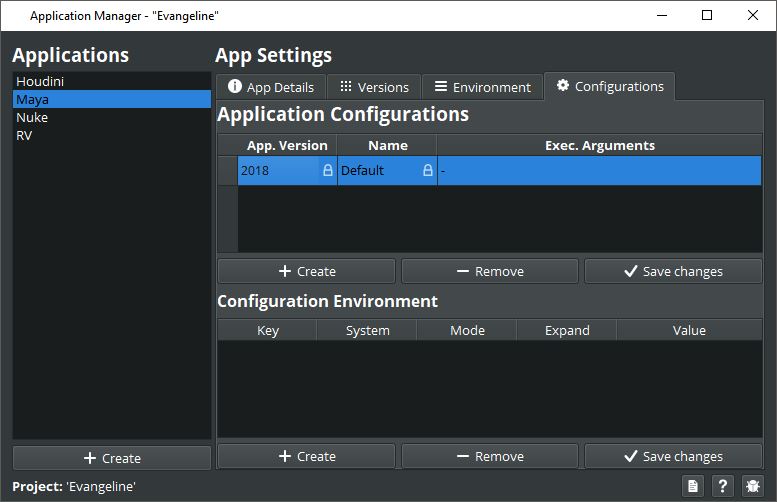 Application Manager - "Evangeline"
Applications
Houdini
Maya
Nuke
RV
Create
App Settings
App Details Versions Environment Configurations
Application Configurations
App. Version Name Exec. Arguments
2018 Default -
Create Remove Save changes
Configuration Environment
Key System Mode Expand Value
Create Remove Save changes
Project: 'Evangeline'